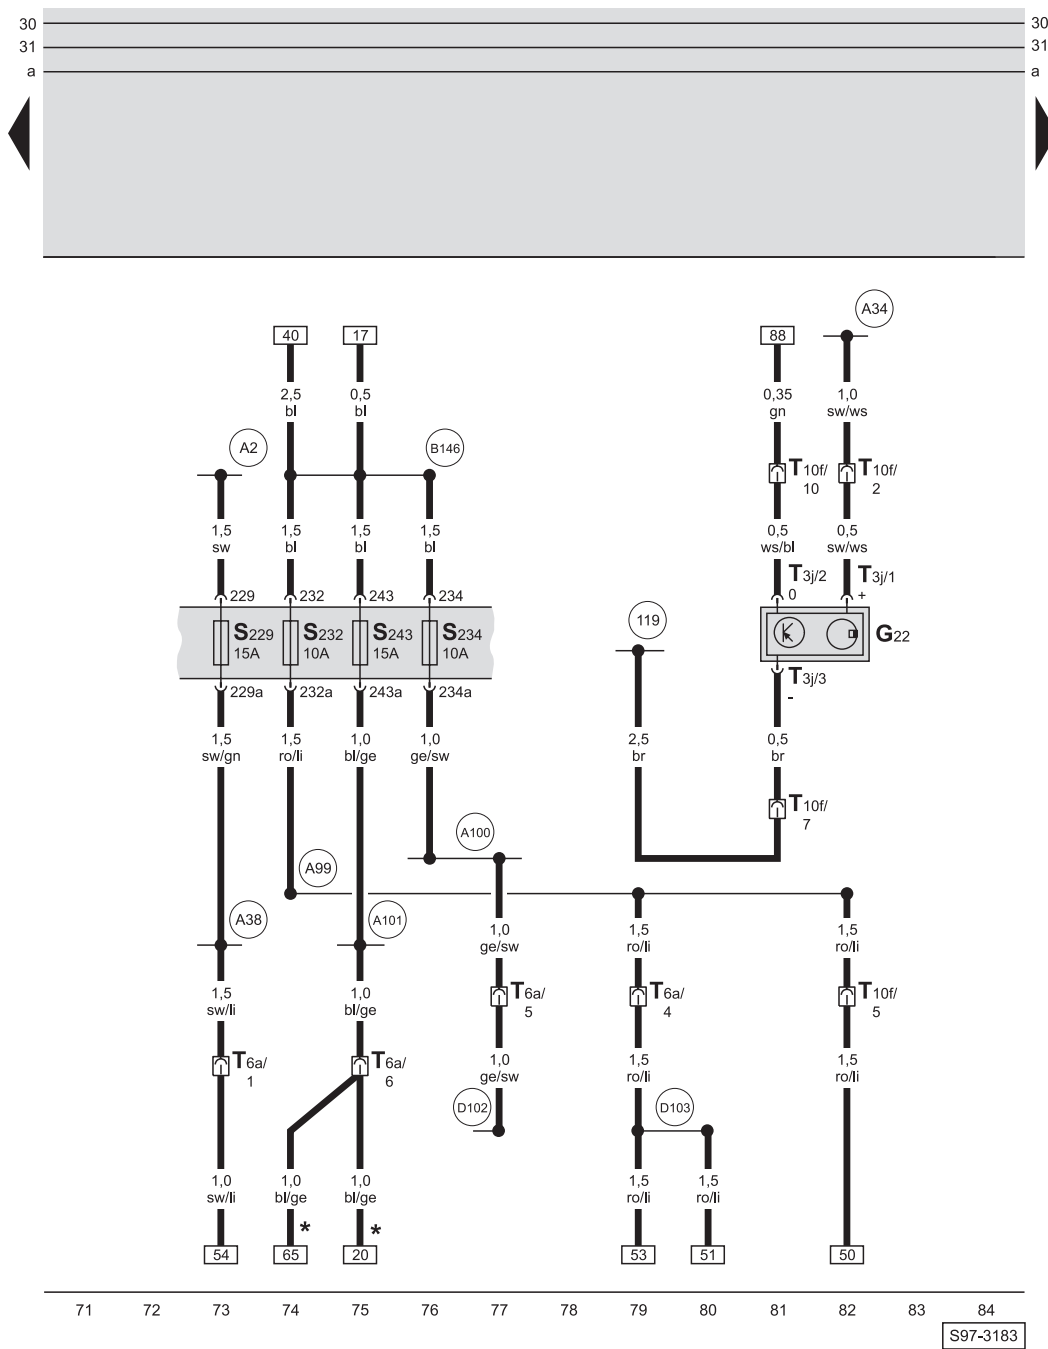 30 30
31 31
a a
A34
40 17 88
2,5 0,5 0,35 1,0
bl bl gn sw/ws
A2 B146
T10f/ T10f/
10 2
1,5 1,5 1,5 1,5 0,5 0,5
sw bl bl bl ws/bl sw/ws
T3j/2 T3j/1
0 +
229 232 243 234
119
S229 S232 S243 S234 G22
15A 10A 15A 10A
T3j/3
-
229a 232a 243a 234a
1,5 1,5 1,0 1,0 2,5 0,5
sw/gn ro/li bl/ge ge/sw br br
T10f/
7
A100
A99
A38 A101
1,0 1,5 1,5
ge/sw ro/li ro/li
1,5 1,0
sw/li bl/ge
T6a/ T6a/ T10f/
5 4 5
T6a/ T6a/
1 6
1,0 1,5 1,5
ge/sw ro/li ro/li
D102 D103
1,0 1,0 1,0 1,5 1,5
sw/li bl/ge bl/ge ro/li ro/li
* *
54 65 20 53 51 50
71 72 73 74 75 76 77 78 79 80 81 82 83 84
S97-3183